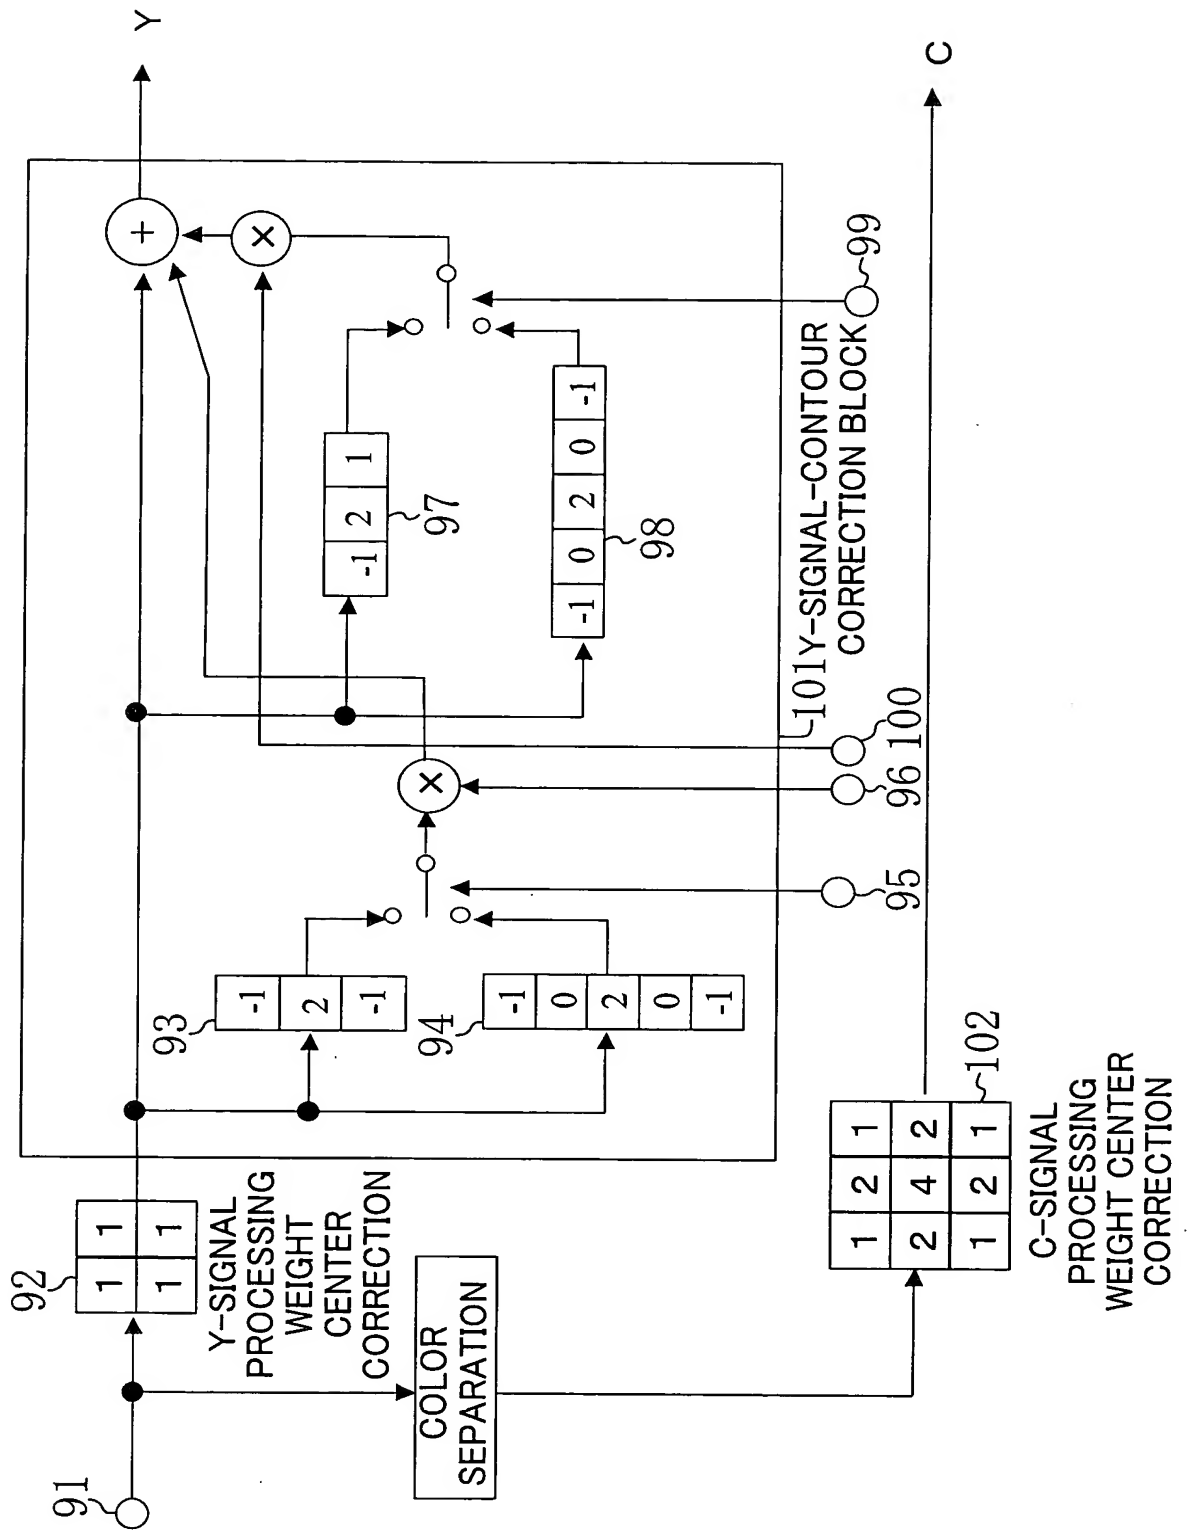 91
92
1 1
1 1
Y-SIGNAL
PROCESSING
WEIGHT
CENTER
CORRECTION
COLOR
SEPARATION
93
-1
2
-1
94
-1
0
2
0
-1
95
×
96
100
-1 2 1
97
-1 0 2 0 -1
98
99
×
+
Y
101 Y-SIGNAL-CONTOUR
CORRECTION BLOCK
1 2 1
2 4 2
1 2 1
102
C-SIGNAL
PROCESSING
WEIGHT CENTER
CORRECTION
C